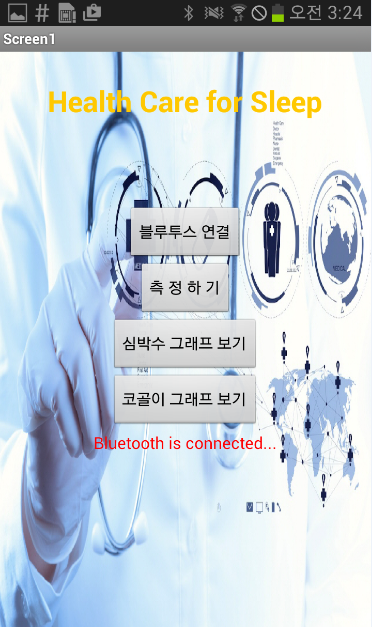 오전 3:24
Screen1
Health Care for Sleep
블루투스 연결
측 정 하 기
심박수 그래프 보기
코골이 그래프 보기
Bluetooth is connected...
MEDICAL